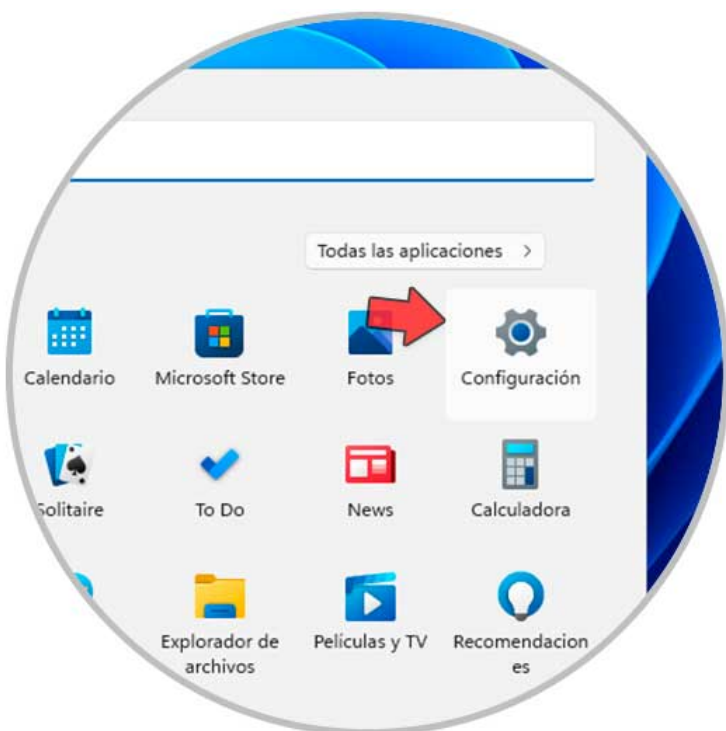 Todas las aplicaciones
Calendario
Microsoft Store
Fotos
Configuración
Solitaire
To Do
News
Calculadora
Explorador de
archivos
Películas y TV
Recomendacion
es